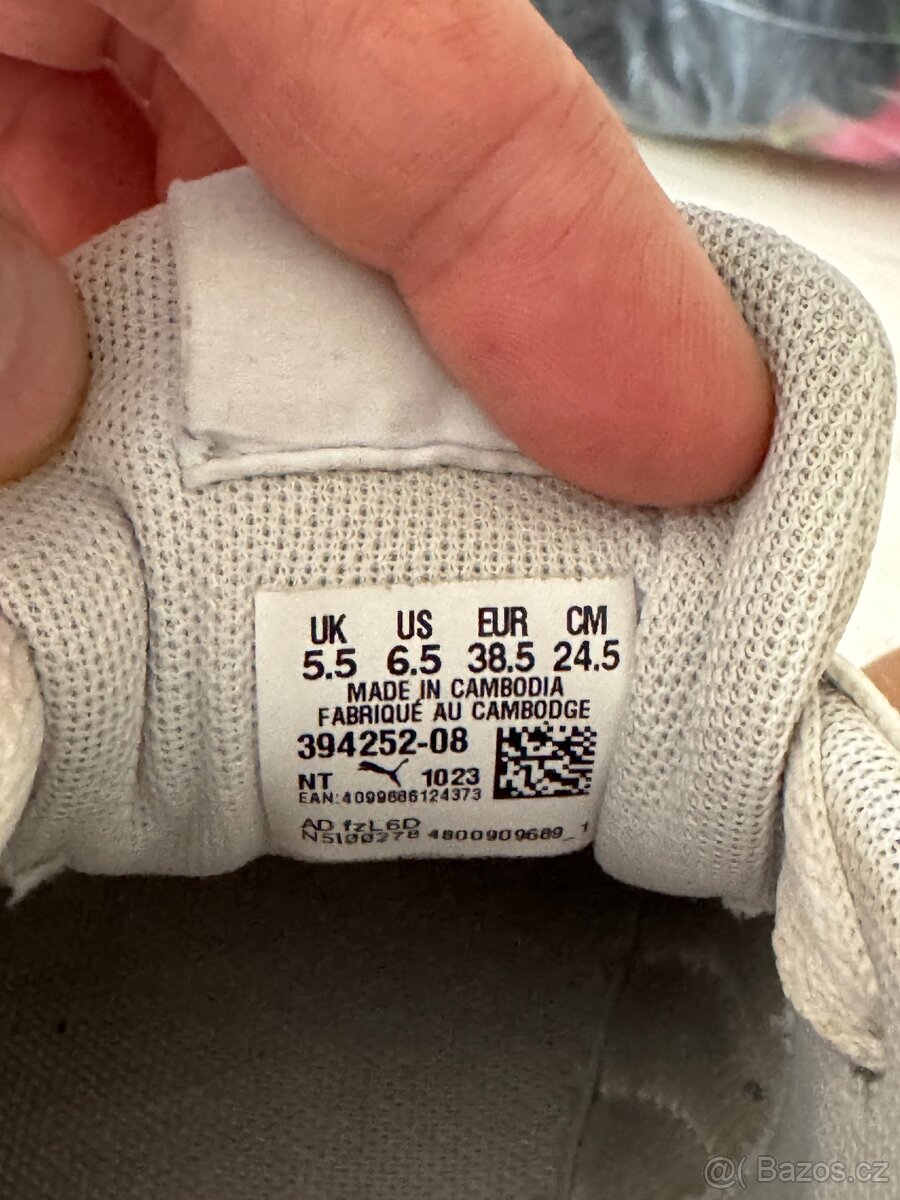 UK US EUR CM
5.5 6.5 38.5 24.5
MADE IN CAMBODIA
FABRIQUÉ AU CAMBODGE
394252-08
NT 1023
EAN:4099686124373
AD fzL6D
N5100278 4800909689_1
@( Bazos.cz